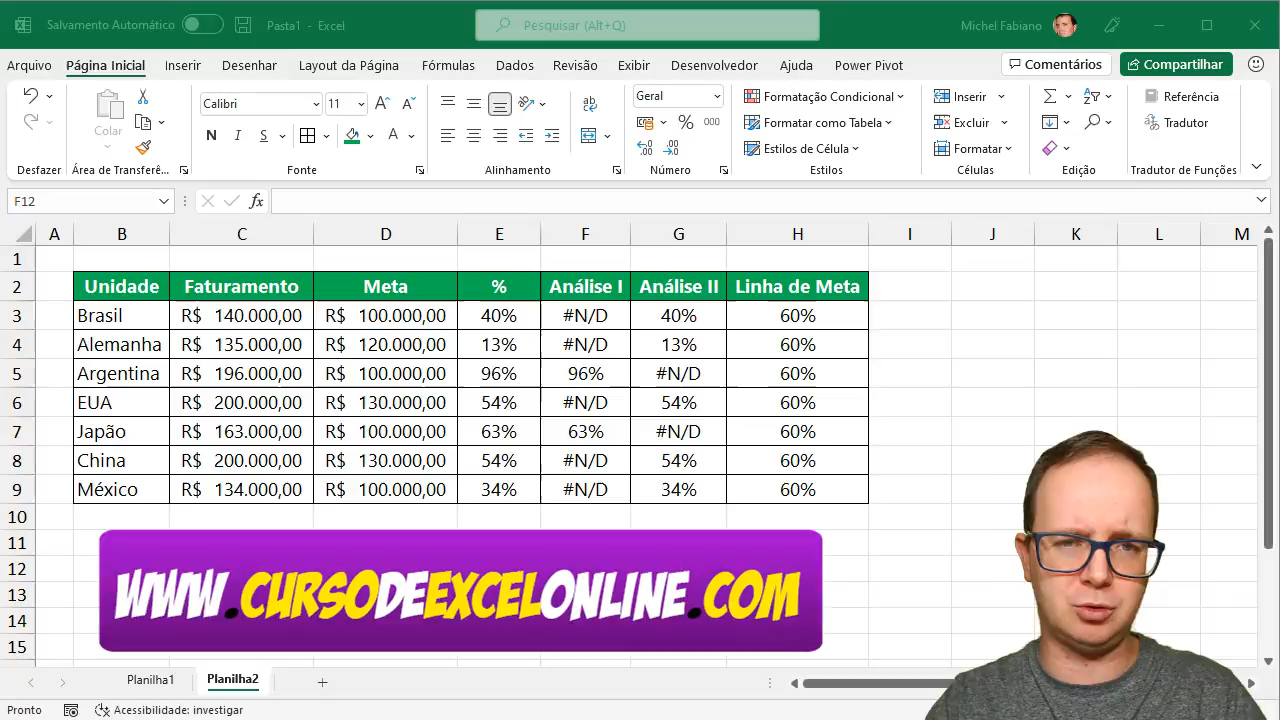 Salvamento Automático Pasta1 - Excel Pesquisar (Alt+Q) Michel Fabiano
Arquivo Página Inicial Inserir Desenhar Layout da Página Fórmulas Dados Revisão Exibir Desenvolvedor Ajuda Power Pivot Comentários Compartilhar
Colar Calibri 11 Geral Formatação Condicional Inserir Referência
N I S A % 000 Formatar como Tabela Excluir Tradutor
Estilos de Célula Formatar
Desfazer Área de Transferê... Fonte Alinhamento Número Estilos Células Edição Tradutor de Funções
F12 fx
A B C D E F G H I J K L M
1
2 Unidade Faturamento Meta % Análise I Análise II Linha de Meta
3 Brasil R$ 140.000,00 R$ 100.000,00 40% #N/D 40% 60%
4 Alemanha R$ 135.000,00 R$ 120.000,00 13% #N/D 13% 60%
5 Argentina R$ 196.000,00 R$ 100.000,00 96% 96% #N/D 60%
6 EUA R$ 200.000,00 R$ 130.000,00 54% #N/D 54% 60%
7 Japão R$ 163.000,00 R$ 100.000,00 63% 63% #N/D 60%
8 China R$ 200.000,00 R$ 130.000,00 54% #N/D 54% 60%
9 México R$ 134.000,00 R$ 100.000,00 34% #N/D 34% 60%
10
11
12
13
14
15
WWW.CURSODEEXCELONLINE.COM
Planilha1 Planilha2
Pronto Acessibilidade: investigar